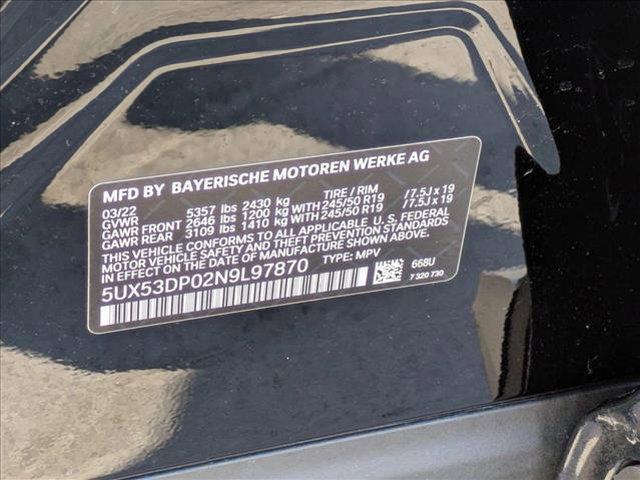 MFD BY BAYERISCHE MOTOREN WERKE AG
03/22 TIRE / RIM
GVWR 5357 lbs 2430 kg
GAWR FRONT 2646 lbs 1200 kg WITH 245/50 R19 /7.5J x 19
GAWR REAR 3109 lbs 1410 kg WITH 245/50 R19 /7.5J x 19
THIS VEHICLE CONFORMS TO ALL APPLICABLE U. S. FEDERAL
MOTOR VEHICLE SAFETY AND THEFT PREVENTION STANDARDS
IN EFFECT ON THE DATE OF MANUFACTURE SHOWN ABOVE.
5UX53DP02N9L97870 TYPE: MPV 668U
7 320 730